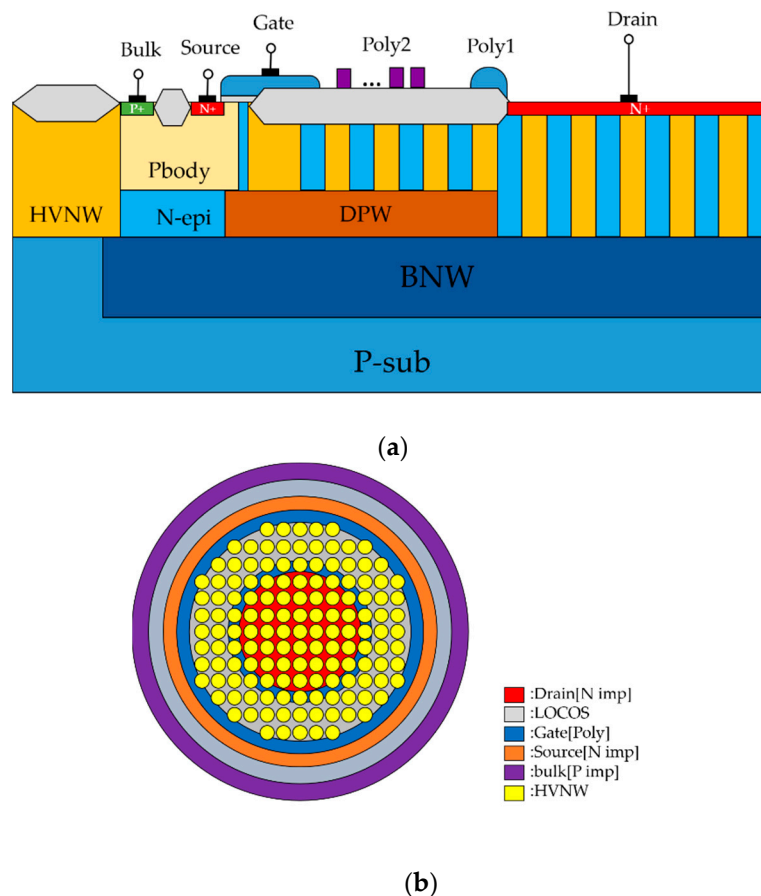 Bulk Source Gate Poly2 Poly1 Drain
...
P+ N+ N+
Pbody
HVNW N-epi DPW
BNW
P-sub
(a)
:Drain[N imp]
:LOCOS
:Gate[Poly]
:Source[N imp]
:bulk[P imp]
:HVNW
(b)